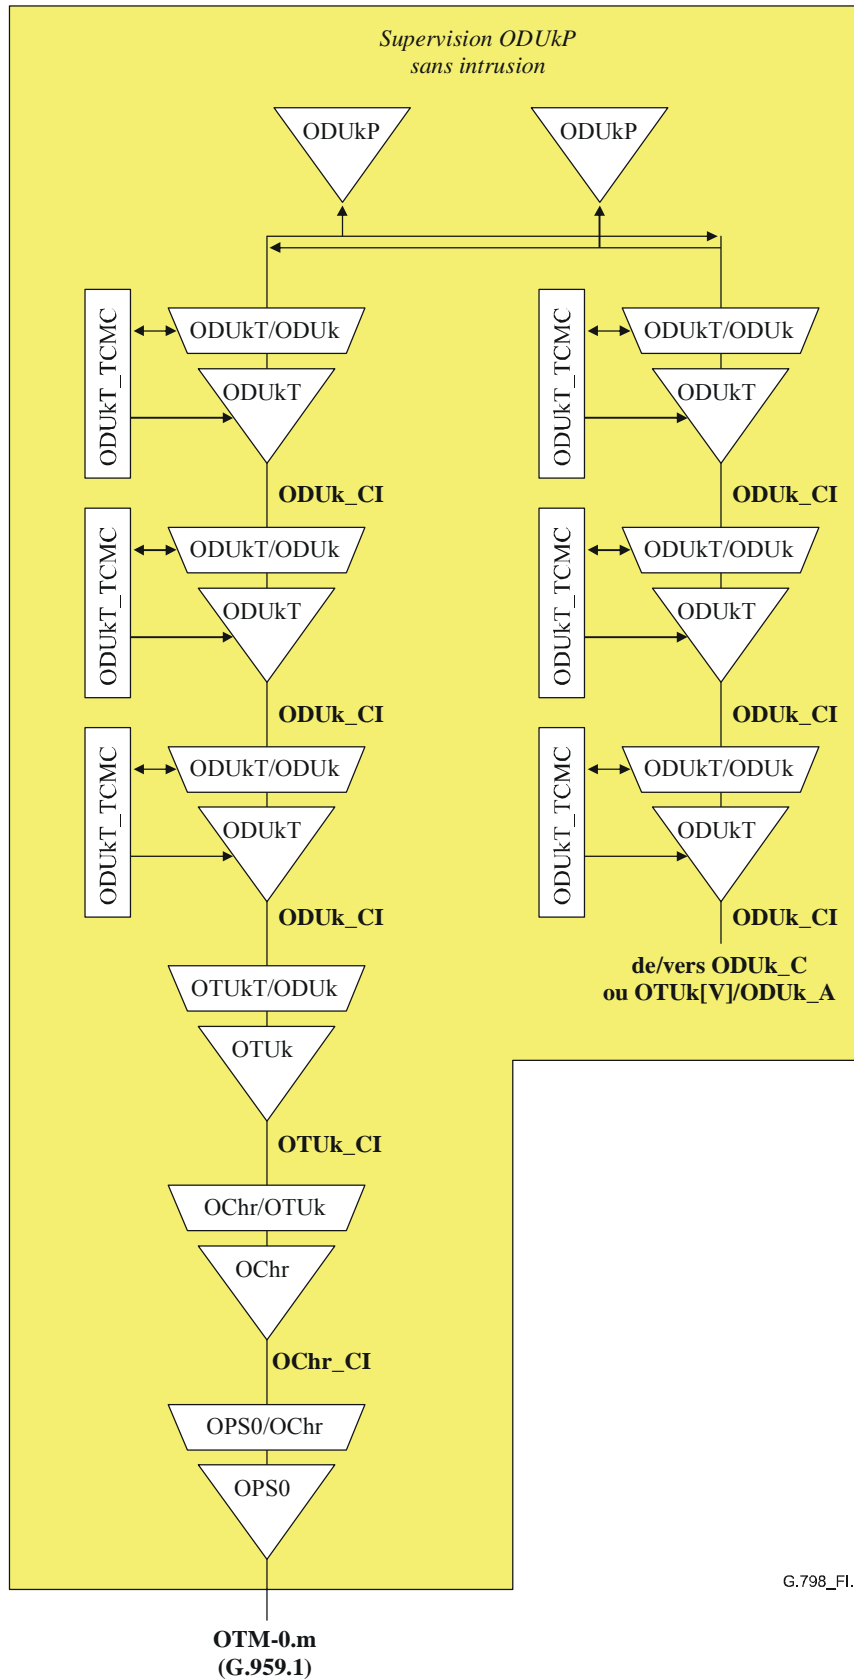 Supervision ODUkP
sans intrusion
ODUkP
ODUkP
ODUkT_TCMC
ODUkT/ODUk
ODUkT
ODUk_CI
ODUkT_TCMC
ODUkT/ODUk
ODUkT
ODUk_CI
ODUkT_TCMC
ODUkT/ODUk
ODUkT
ODUk_CI
ODUkT_TCMC
ODUkT/ODUk
ODUkT
ODUk_CI
ODUkT_TCMC
ODUkT/ODUk
ODUkT
ODUk_CI
ODUkT_TCMC
ODUkT/ODUk
ODUkT
ODUk_CI
de/vers ODUk_C
ou OTUk[V]/ODUk_A
OTUkT/ODUk
OTUk
OTUk_CI
OChr/OTUk
OChr
OChr_CI
OPS0/OChr
OPS0
G.798_FI.
OTM-0.m
(G.959.1)